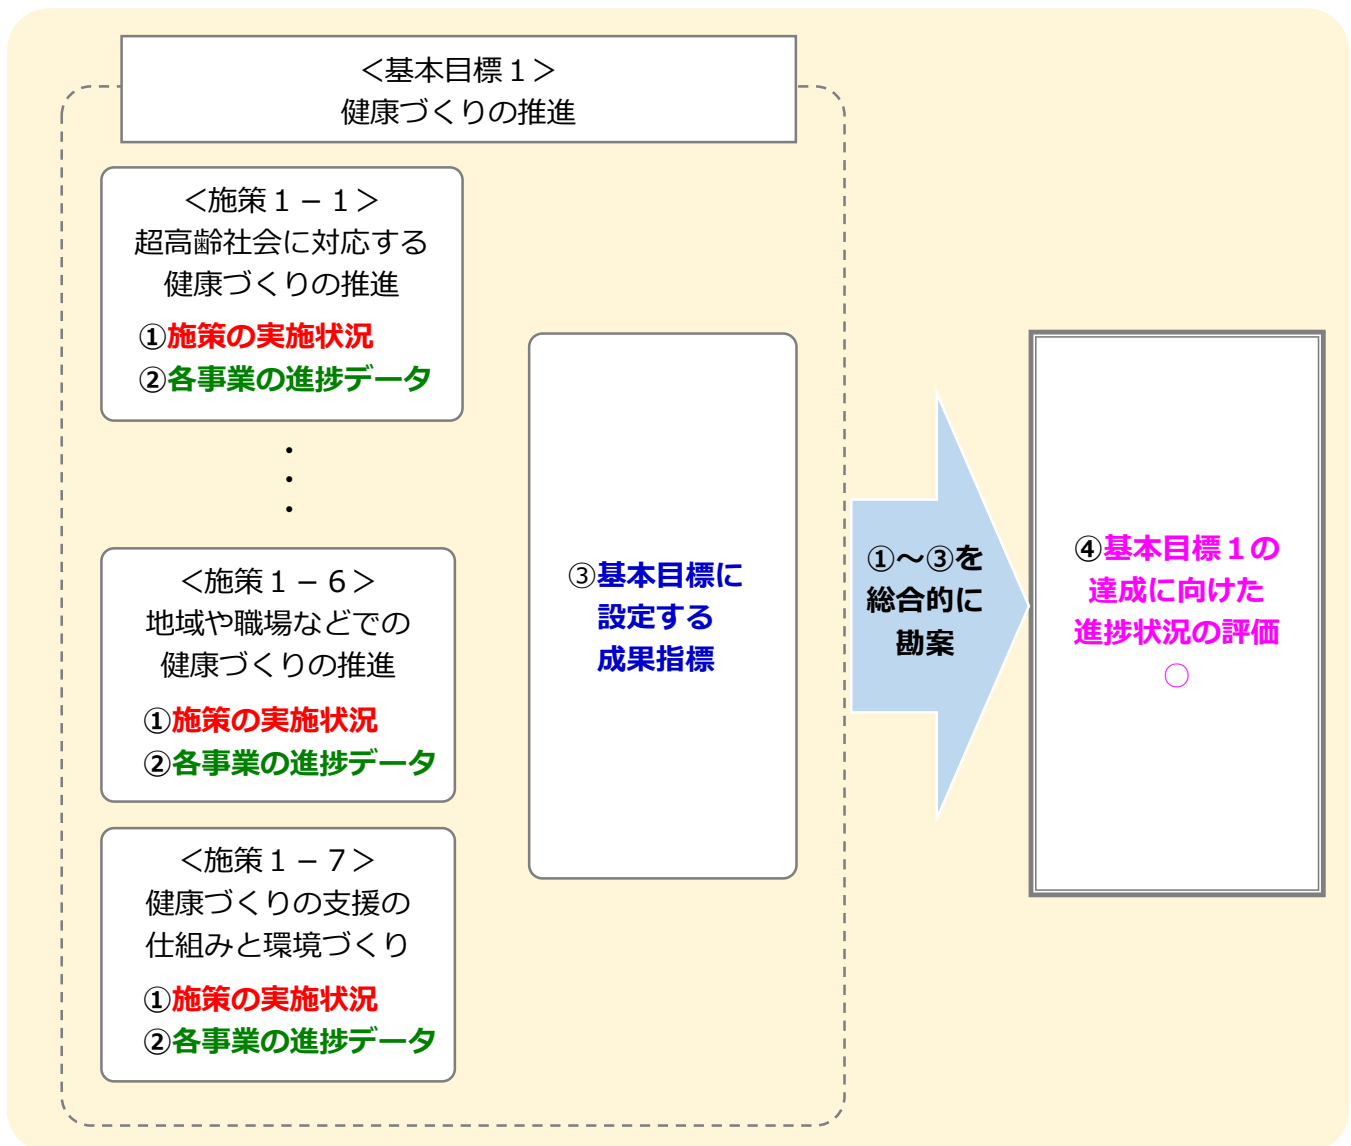 ＜基本目標１＞
健康づくりの推進
＜施策１－１＞
超高齢社会に対応する
健康づくりの推進
①施策の実施状況
②各事業の進捗データ
・
・
・
＜施策１－６＞
地域や職場などでの
健康づくりの推進
①施策の実施状況
②各事業の進捗データ
＜施策１－７＞
健康づくりの支援の
仕組みと環境づくり
①施策の実施状況
②各事業の進捗データ
③基本目標に
設定する
成果指標
①～③を
総合的に
勘案
④基本目標１の
達成に向けた
進捗状況の評価
○